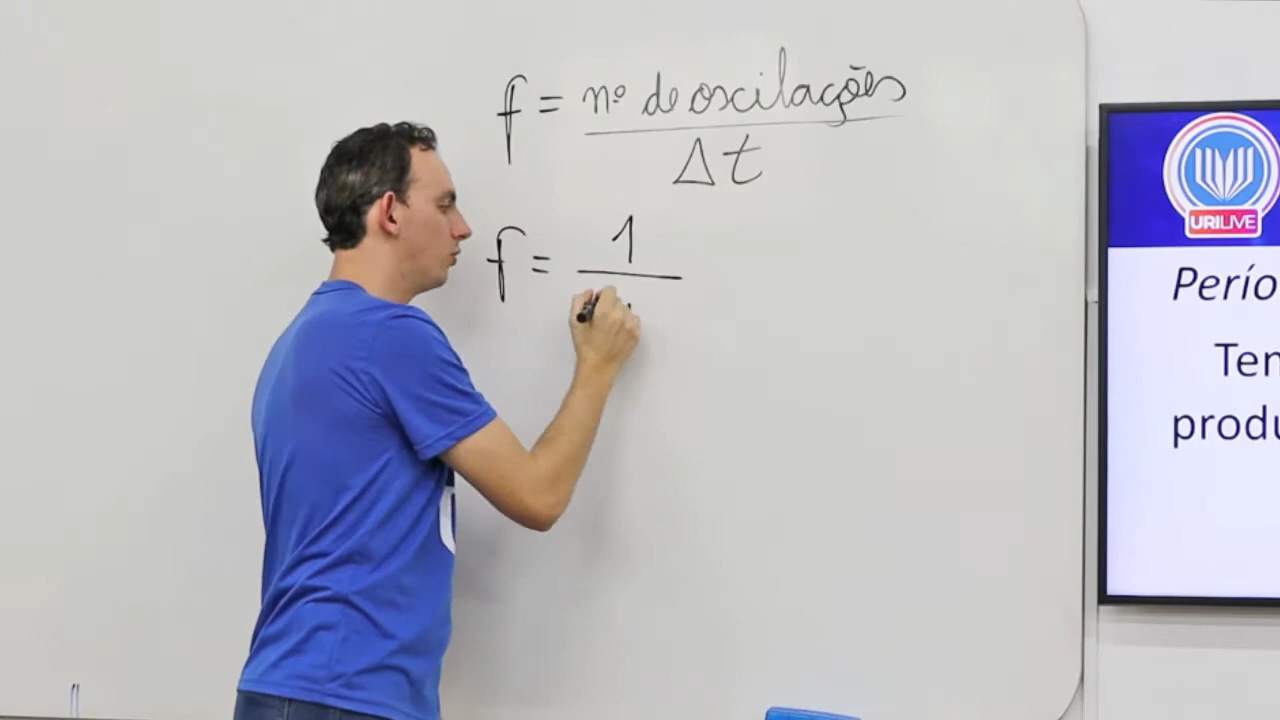 f = nº de oscilações
Δt
f = 1
URILIVE
Perío
Ten
produ